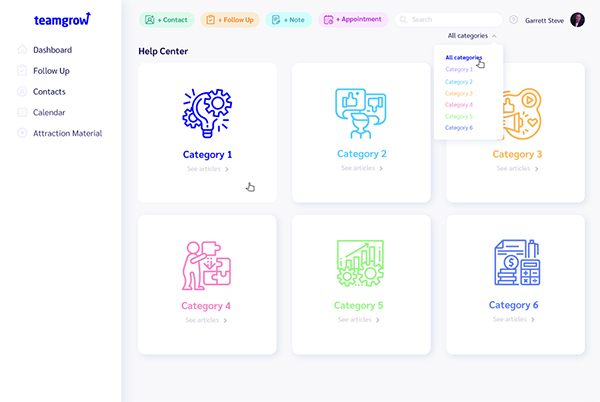 teamgrow
+ Contact
+ Follow Up
+ Note
+ Appointment
Search
Garrett Steve
All categories
Dashboard
Follow Up
Contacts
Calendar
Attraction Material
Help Center
All categories
Category 1
Category 2
Category 3
Category 4
Category 5
Category 6
Category 1
See articles
Category 2
See articles
Category 3
See articles
Category 4
See articles
Category 5
See articles
Category 6
See articles